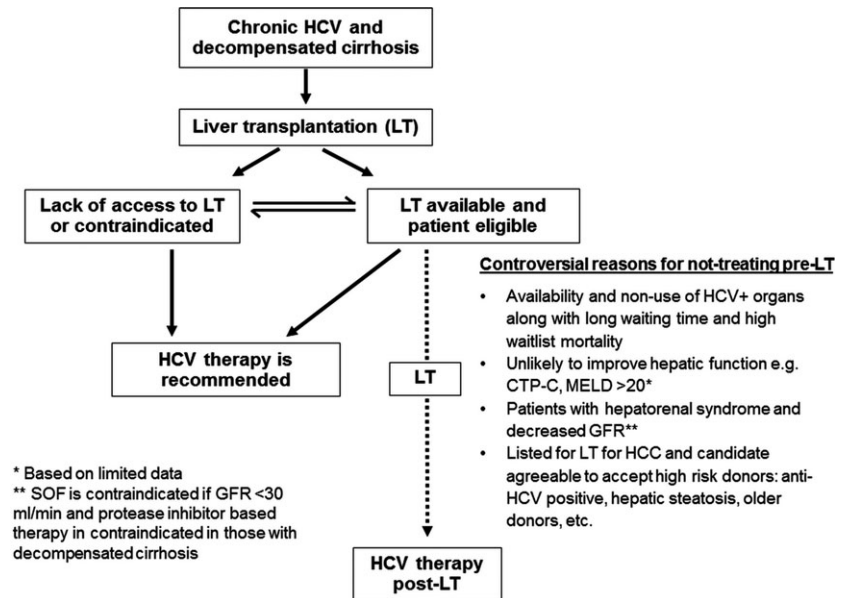 Chronic HCV and
decompensated cirrhosis
Liver transplantation (LT)
Lack of access to LT
or contraindicated
LT available and
patient eligible
Controversial reasons for not-treating pre-LT
• Availability and non-use of HCV+ organs
along with long waiting time and high
waitlist mortality
• Unlikely to improve hepatic function e.g.
CTP-C, MELD >20*
• Patients with hepatorenal syndrome and
decreased GFR**
• Listed for LT for HCC and candidate
agreeable to accept high risk donors: anti-
HCV positive, hepatic steatosis, older
donors, etc.
HCV therapy is
recommended
LT
* Based on limited data
** SOF is contraindicated if GFR <30
ml/min and protease inhibitor based
therapy in contraindicated in those with
decompensated cirrhosis
HCV therapy
post-LT